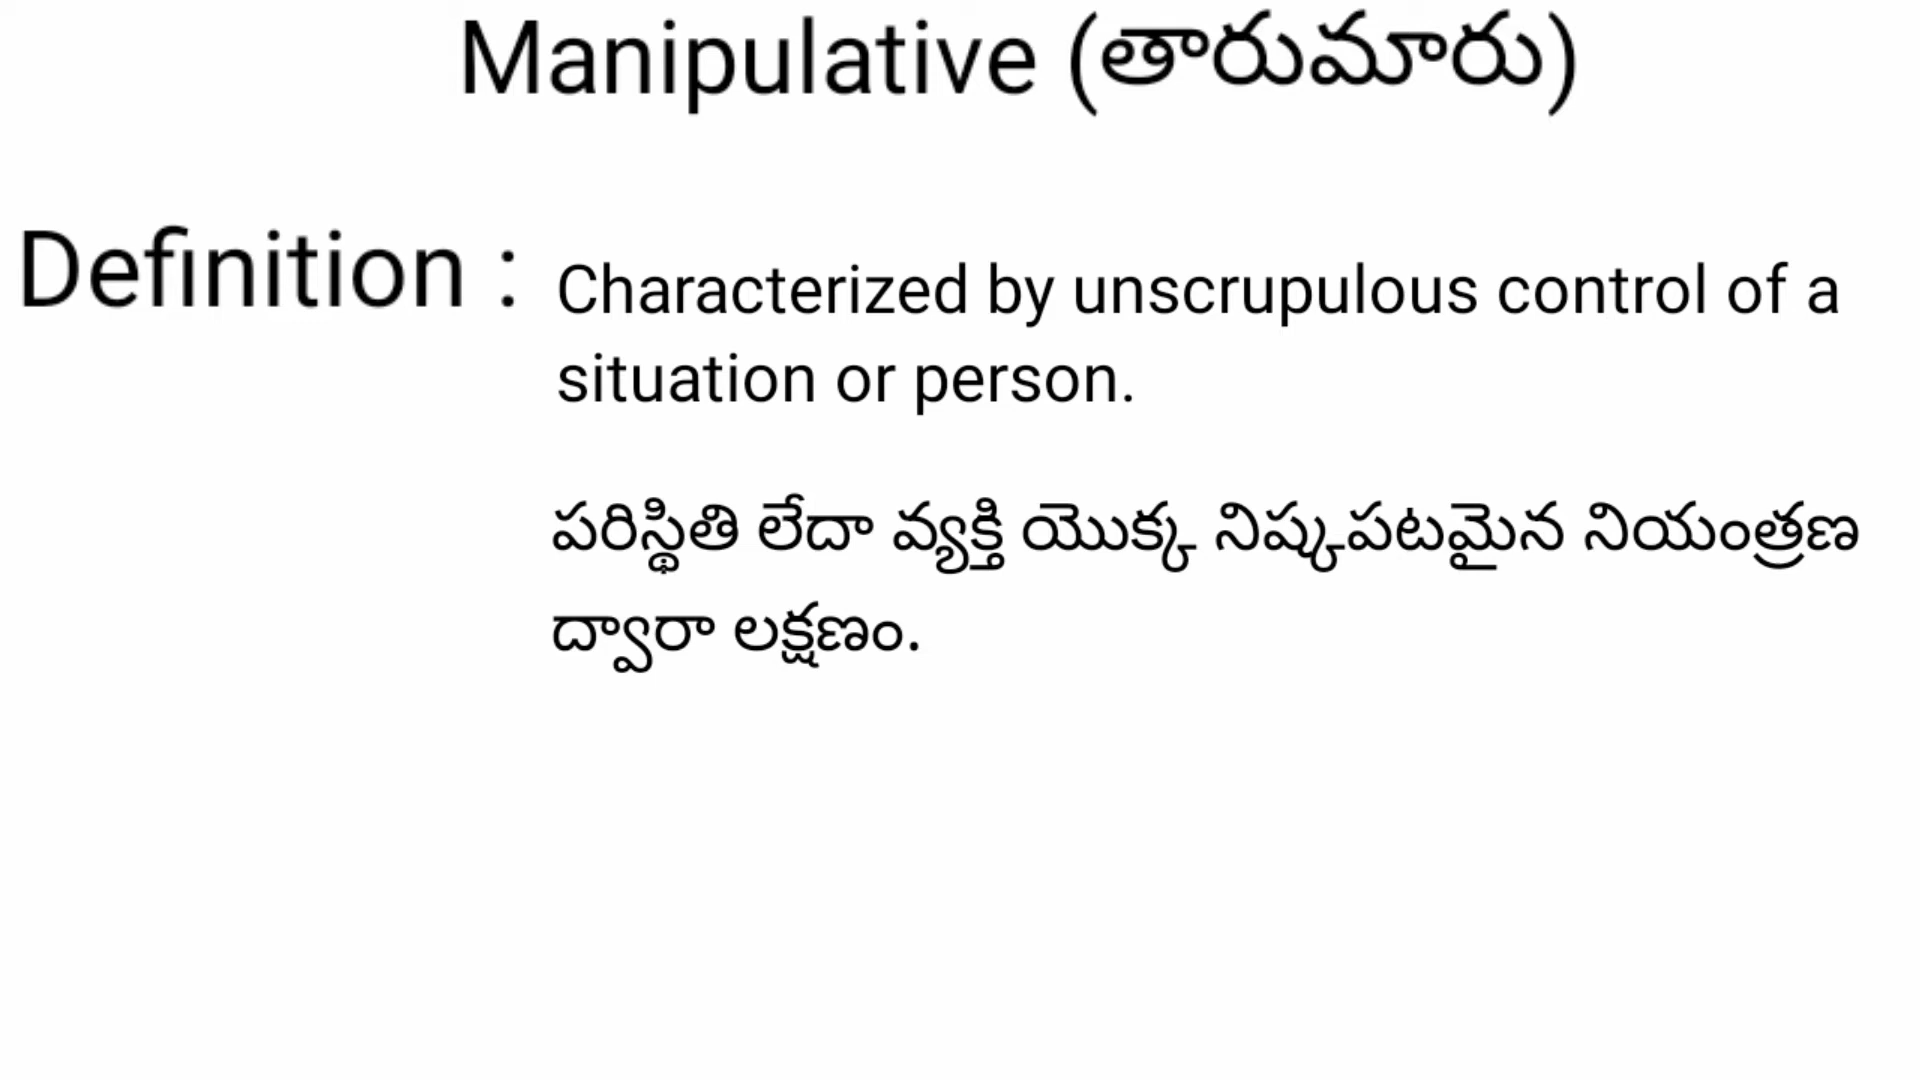 Manipulative (తారుమారు)
Definition : Characterized by unscrupulous control of a
situation or person.
పరిస్థితి లేదా వ్యక్తి యొక్క నిష్కపటమైన నియంత్రణ
ద్వారా లక్షణం.